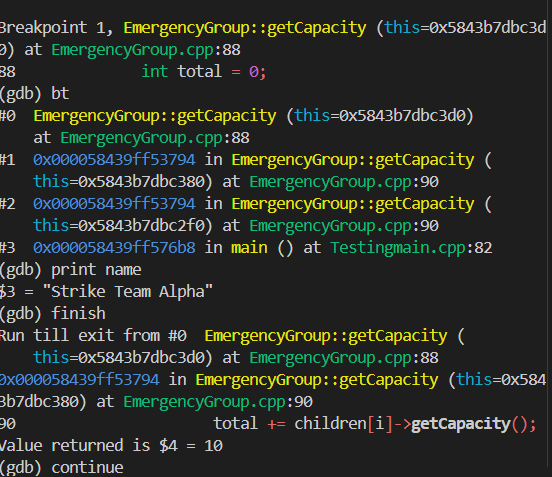 Breakpoint 1, EmergencyGroup::getCapacity (this=0x5843b7dbc3d
0) at EmergencyGroup.cpp:88
88              int total = 0;
(gdb) bt
#0  EmergencyGroup::getCapacity (this=0x5843b7dbc3d0)
    at EmergencyGroup.cpp:88
#1  0x000058439ff53794 in EmergencyGroup::getCapacity (
    this=0x5843b7dbc380) at EmergencyGroup.cpp:90
#2  0x000058439ff53794 in EmergencyGroup::getCapacity (
    this=0x5843b7dbc2f0) at EmergencyGroup.cpp:90
#3  0x000058439ff576b8 in main () at Testingmain.cpp:82
(gdb) print name
$3 = "Strike Team Alpha"
(gdb) finish
Run till exit from #0  EmergencyGroup::getCapacity (
    this=0x5843b7dbc3d0) at EmergencyGroup.cpp:88
0x000058439ff53794 in EmergencyGroup::getCapacity (this=0x584
3b7dbc380) at EmergencyGroup.cpp:90
90                      total += children[i]->getCapacity();
Value returned is $4 = 10
(gdb) continue